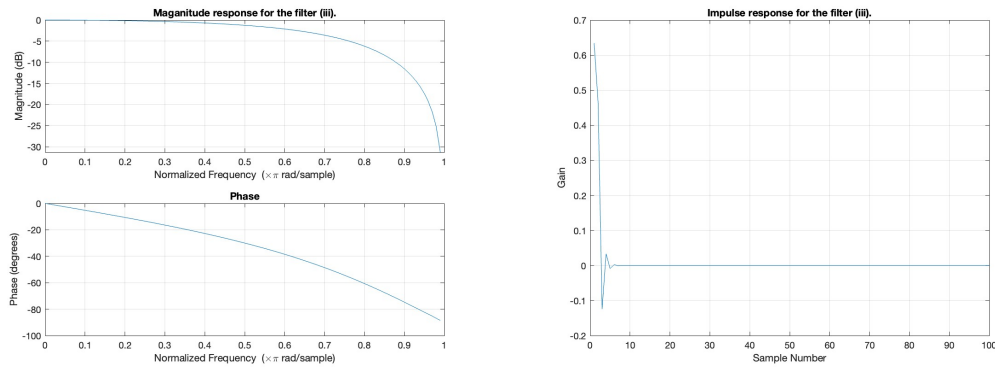 Maganitude response for the filter (iii).
0
-5
-10
-15
-20
-25
-30
Magnitude (dB)
0 0.1 0.2 0.3 0.4 0.5 0.6 0.7 0.8 0.9 1
Normalized Frequency (×π rad/sample)
Phase
0
-20
-40
-60
-80
-100
Phase (degrees)
0 0.1 0.2 0.3 0.4 0.5 0.6 0.7 0.8 0.9 1
Normalized Frequency (×π rad/sample)
Impulse response for the filter (iii).
0.7
0.6
0.5
0.4
0.3
0.2
0.1
0
-0.1
-0.2
Gain
0 10 20 30 40 50 60 70 80 90 100
Sample Number